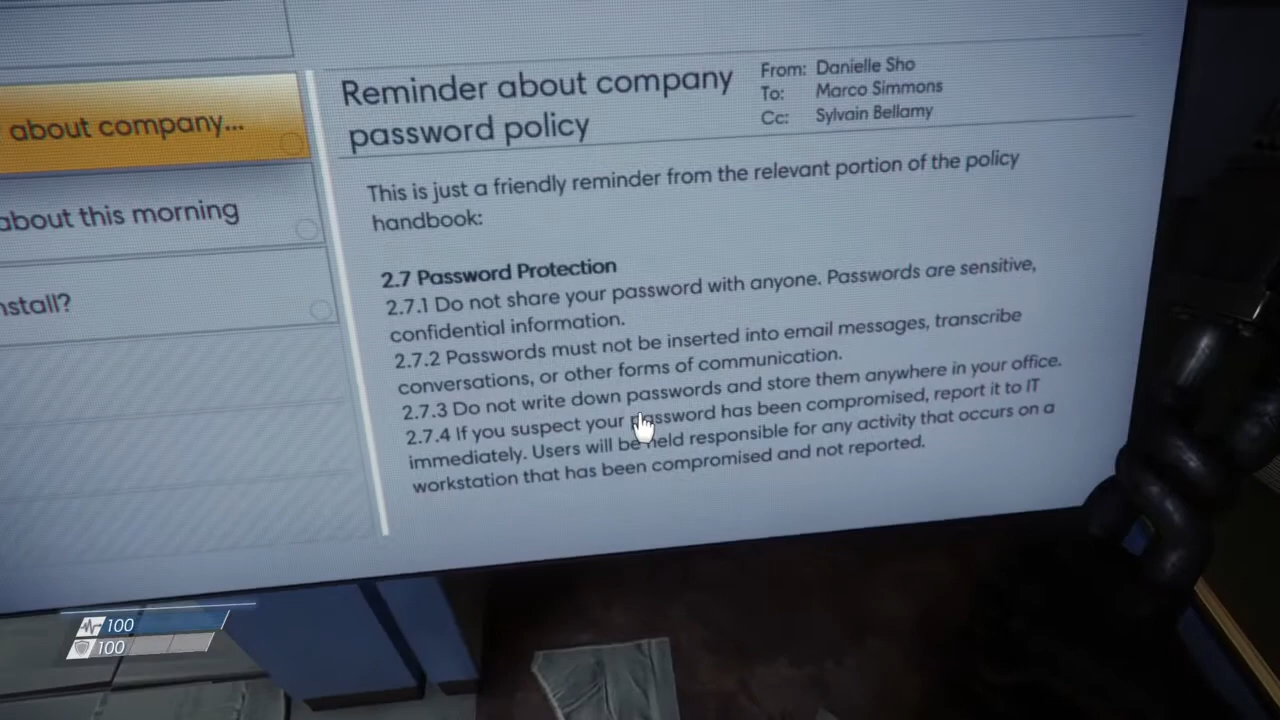 about company...
about this morning
nstall?
Reminder about company
password policy
From: Danielle Sho
To: Marco Simmons
Cc: Sylvain Bellamy
This is just a friendly reminder from the relevant portion of the policy
handbook:
2.7 Password Protection
2.7.1 Do not share your password with anyone. Passwords are sensitive,
confidential information.
2.7.2 Passwords must not be inserted into email messages, transcribe
conversations, or other forms of communication.
2.7.3 Do not write down passwords and store them anywhere in your office.
2.7.4 If you suspect your password has been compromised, report it to IT
immediately. Users will be held responsible for any activity that occurs on a
workstation that has been compromised and not reported.
100
100